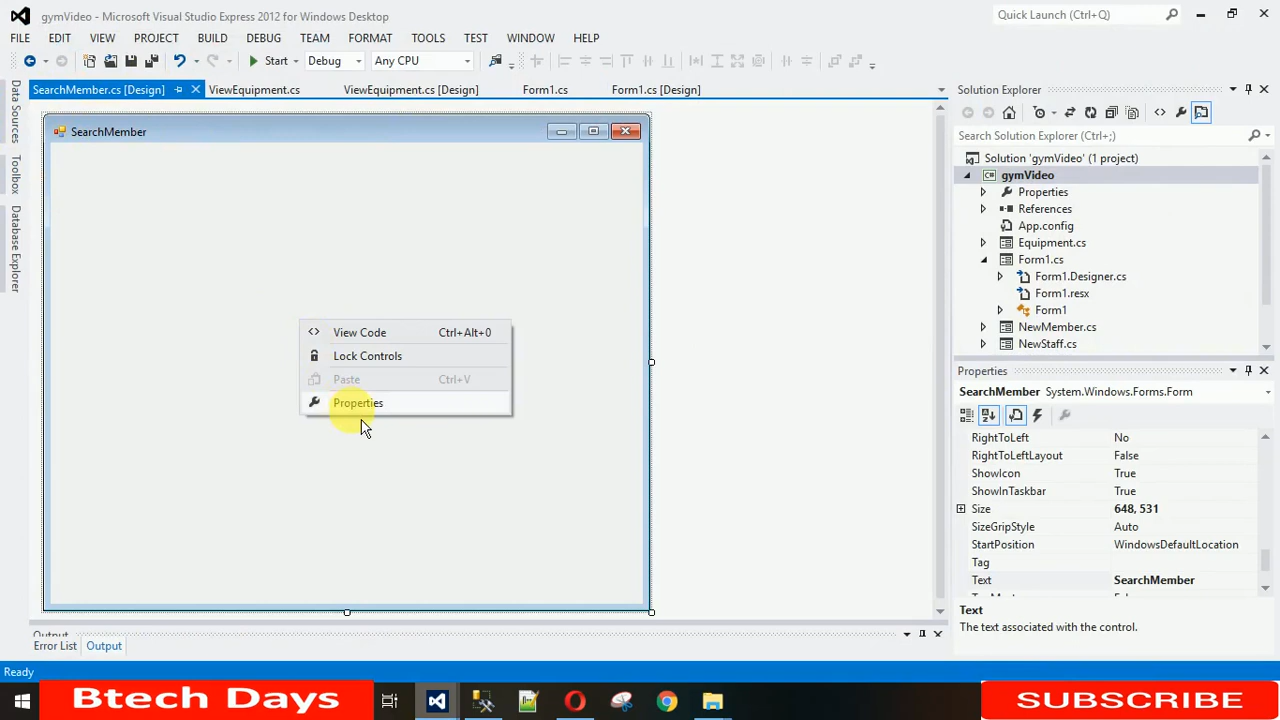 gymVideo - Microsoft Visual Studio Express 2012 for Windows Desktop
Quick Launch (Ctrl+Q)
FILE EDIT VIEW PROJECT BUILD DEBUG TEAM FORMAT TOOLS TEST WINDOW HELP
Start Debug Any CPU
SearchMember.cs [Design] ViewEquipment.cs ViewEquipment.cs [Design] Form1.cs Form1.cs [Design]
Data Sources
Toolbox
Database Explorer
SearchMember
View Code Ctrl+Alt+0
Lock Controls
Paste Ctrl+V
Properties
Solution Explorer
Search Solution Explorer (Ctrl+;)
Solution 'gymVideo' (1 project)
C# gymVideo
Properties
References
App.config
Equipment.cs
Form1.cs
Form1.Designer.cs
Form1.resx
Form1
NewMember.cs
NewStaff.cs
Properties
SearchMember System.Windows.Forms.Form
RightToLeft No
RightToLeftLayout False
ShowIcon True
ShowInTaskbar True
Size 648, 531
SizeGripStyle Auto
StartPosition WindowsDefaultLocation
Tag
Text SearchMember
Text
The text associated with the control.
Output
Error List Output
Ready
Btech Days
SUBSCRIBE